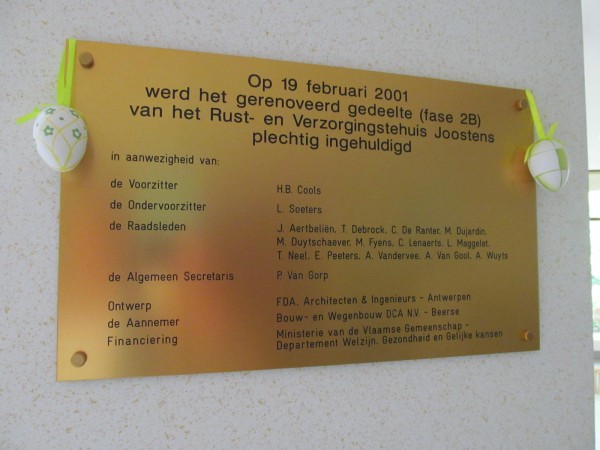 Op 19 februari 2001
werd het gerenoveerd gedeelte (fase 2B)
van het Rust- en Verzorgingstehuis Joostens
plechtig ingehuldigd
in aanwezigheid van:
de Voorzitter H.B. Cools
de Ondervoorzitter L. Soeters
de Raadsleden J. Aertbeliën, T. Debrock, C. De Ranter, M. Dujardin,
M. Duytschaever, M. Fyens, C. Lenaerts, L. Maggelet,
T. Neel, E. Peeters, A. Vandervee, A. Van Gool, A. Wuyts
de Algemeen Secretaris P. Van Gorp
Ontwerp FDA, Architecten & Ingenieurs - Antwerpen
de Aannemer Bouw- en Wegenbouw DCA N.V. - Beerse
Financiering Ministerie van de Vlaamse Gemeenschap -
Departement Welzijn, Gezondheid en Gelijke kansen